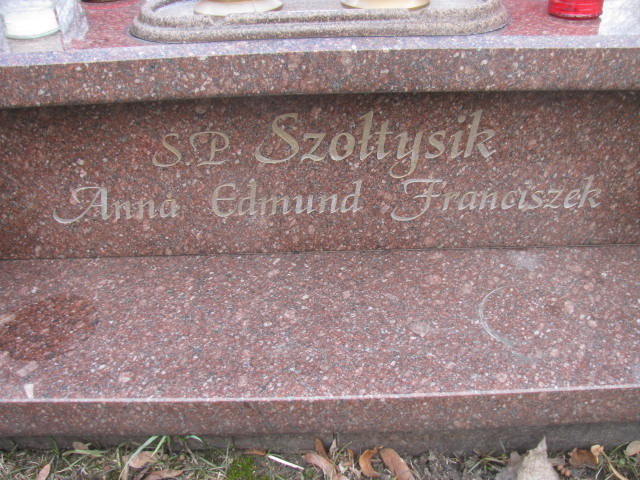 S.P. Szołtysik
Anna Edmund Franciszek